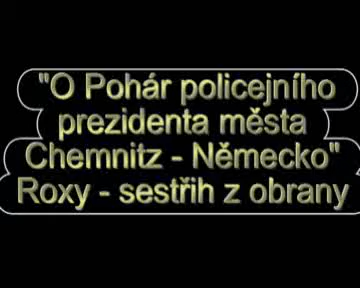 "O Pohár policejního
prezidenta města
Chemnitz - Německo"
Roxy - sestřih z obrany